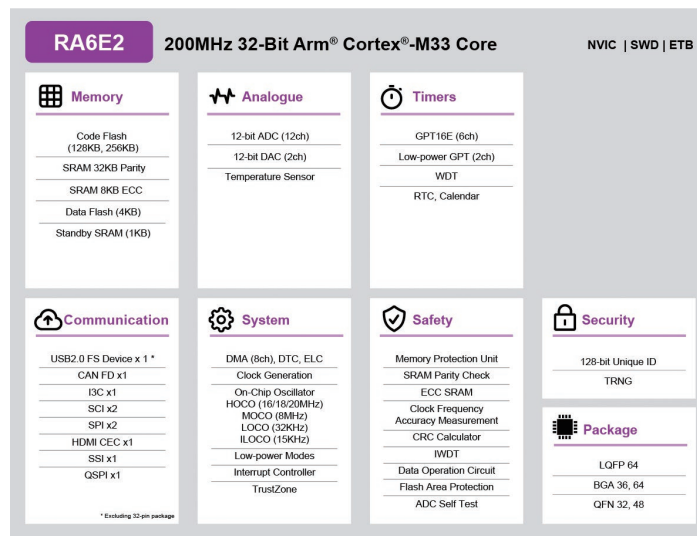 RA6E2
200MHz 32-Bit Arm® Cortex®-M33 Core
NVIC | SWD | ETB
Memory
Code Flash
(128KB, 256KB)
SRAM 32KB Parity
SRAM 8KB ECC
Data Flash (4KB)
Standby SRAM (1KB)
Analogue
12-bit ADC (12ch)
12-bit DAC (2ch)
Temperature Sensor
Timers
GPT16E (6ch)
Low-power GPT (2ch)
WDT
RTC, Calendar
Communication
USB2.0 FS Device x 1 *
CAN FD x1
I3C x1
SCI x2
SPI x2
HDMI CEC x1
SSI x1
QSPI x1
* Excluding 32-pin package
System
DMA (8ch), DTC, ELC
Clock Generation
On-Chip Oscillator
HOCO (16/18/20MHz)
MOCO (8MHz)
LOCO (32KHz)
ILOCO (15KHz)
Low-power Modes
Interrupt Controller
TrustZone
Safety
Memory Protection Unit
SRAM Parity Check
ECC SRAM
Clock Frequency
Accuracy Measurement
CRC Calculator
IWDT
Data Operation Circuit
Flash Area Protection
ADC Self Test
Security
128-bit Unique ID
TRNG
Package
LQFP 64
BGA 36, 64
QFN 32, 48